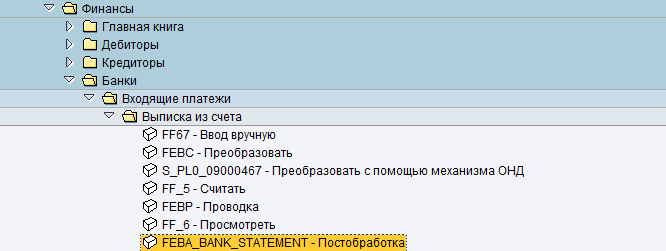 Финансы
Главная книга
Дебиторы
Кредиторы
Банки
Входящие платежи
Выписка из счета
FF67 - Ввод вручную
FEBC - Преобразовать
S_PL0_09000467 - Преобразовать с помощью механизма ОНД
FF_5 - Считать
FEBP - Проводка
FF_6 - Просмотреть
FEBA_BANK_STATEMENT - Постобработка